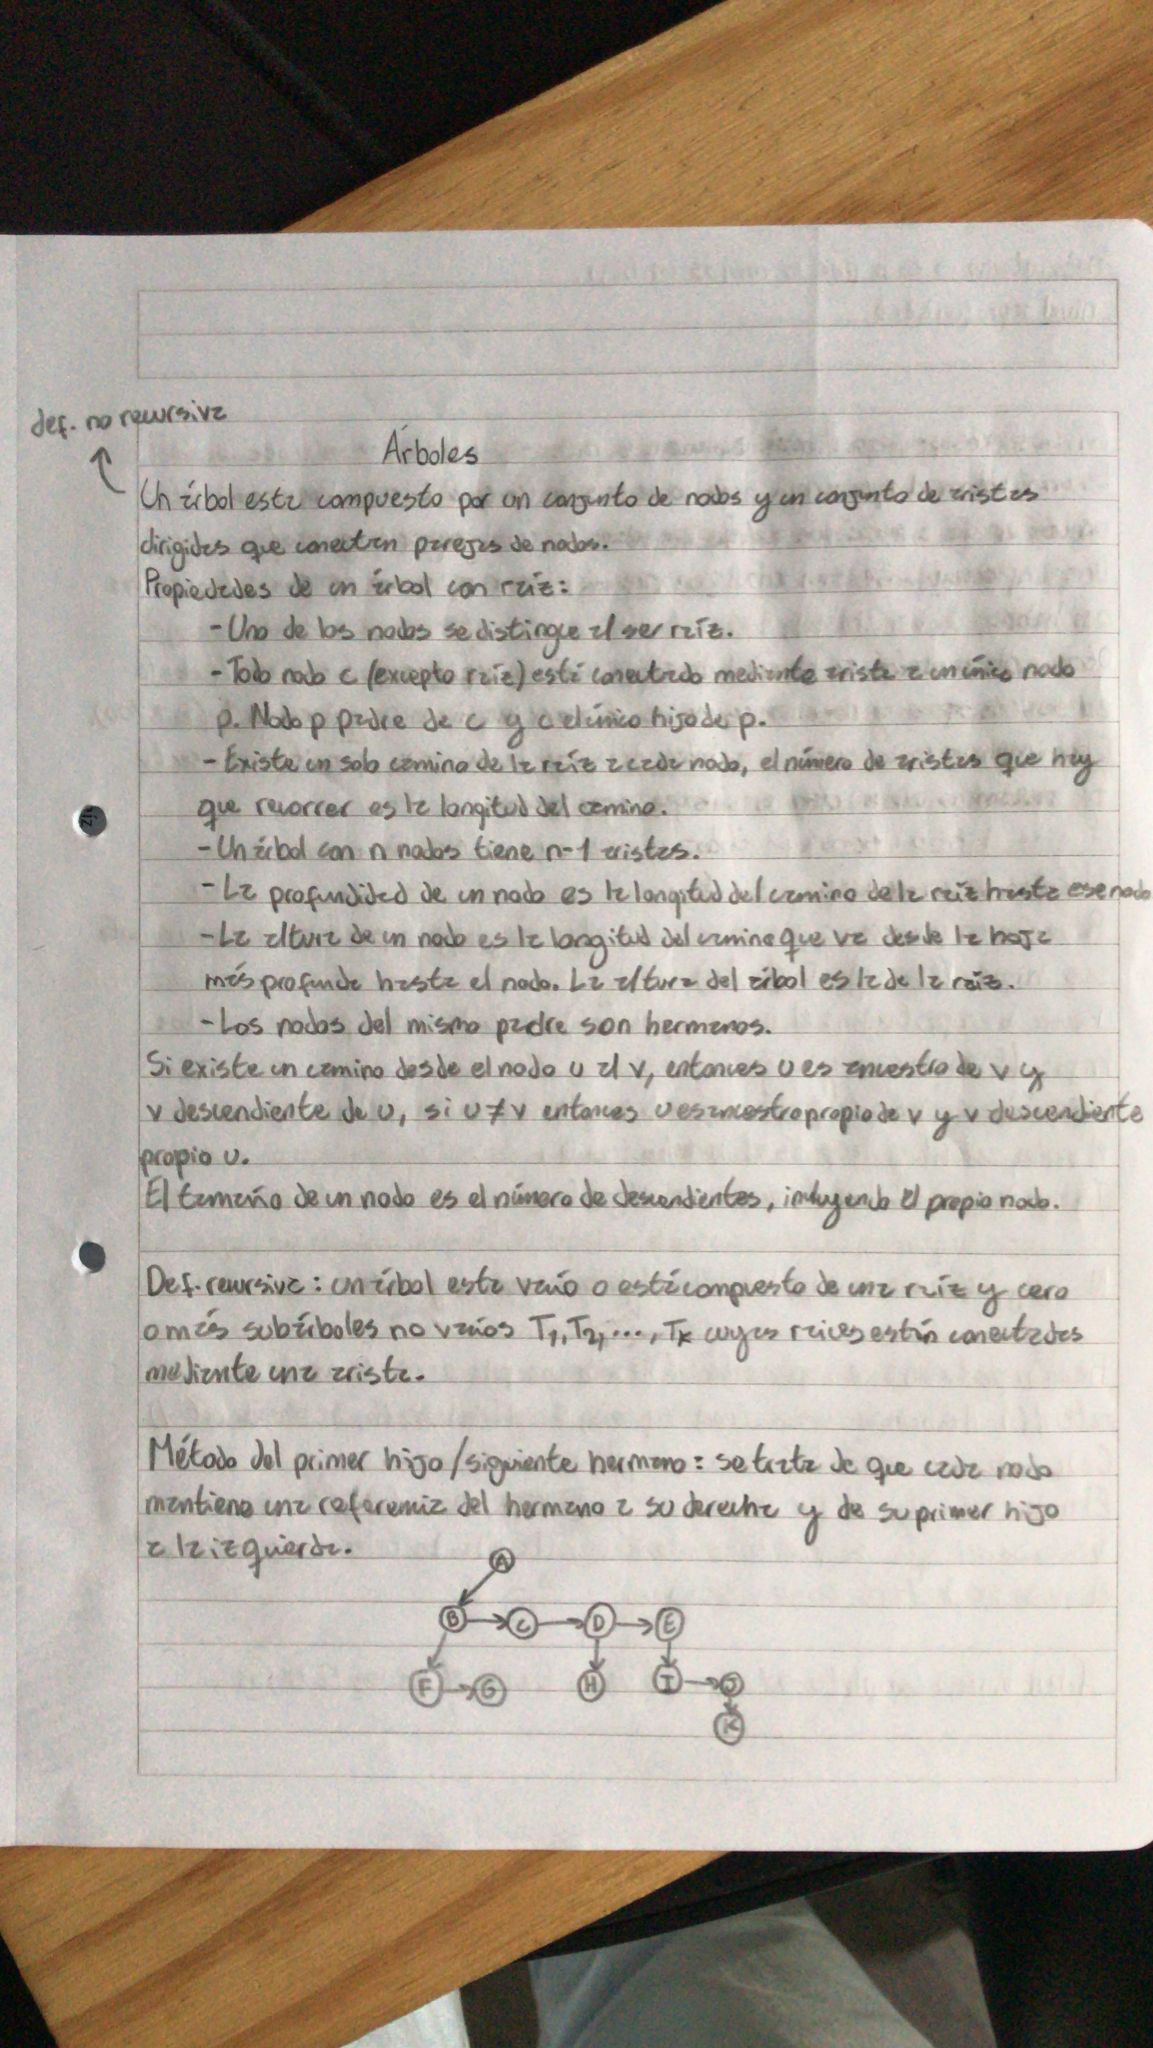 def. no recursiva
Árboles
Un árbol esta compuesto por un conjunto de nodos y un conjunto de aristas
dirigidas que conectan parejas de nodos.
Propiedades de un árbol con raíz:
- Uno de los nodos se distingue al ser raíz.
- Todo nodo c (excepto raíz) está conectado mediante arista a un único nodo
p. Nodo p padre de c y c el único hijo de p.
- Existe un solo camino de la raíz a cada nodo, el número de aristas que hay
que recorrer es la longitud del camino.
- Un árbol con n nodos tiene n-1 aristas.
- La profundidad de un nodo es la longitud del camino de la raíz hasta ese nodo
- La altura de un nodo es la longitud del camino que va desde la hoja
más profunda hasta el nodo. La altura del árbol es la de la raíz.
- Los nodos del mismo padre son hermanos.
Si existe un camino desde el nodo u al v, entonces u es ancestro de v y
v descendiente de u, si u ≠ v entonces u es ancestro propio de v y v descendiente
propio u.
El tamaño de un nodo es el número de descendientes, incluyendo el propio nodo.
Def. recursiva: un árbol esta vacío o está compuesto de una raíz y cero
o más subárboles no vacíos T1, T2, ..., Tk cuyas raíces están conectadas
mediante una arista.
Método del primer hijo/siguiente hermano: se trata de que cada nodo
mantiene una referencia del hermano a su derecha y de su primer hijo
a la izquierda.
A
B C D E
F G H I J
K